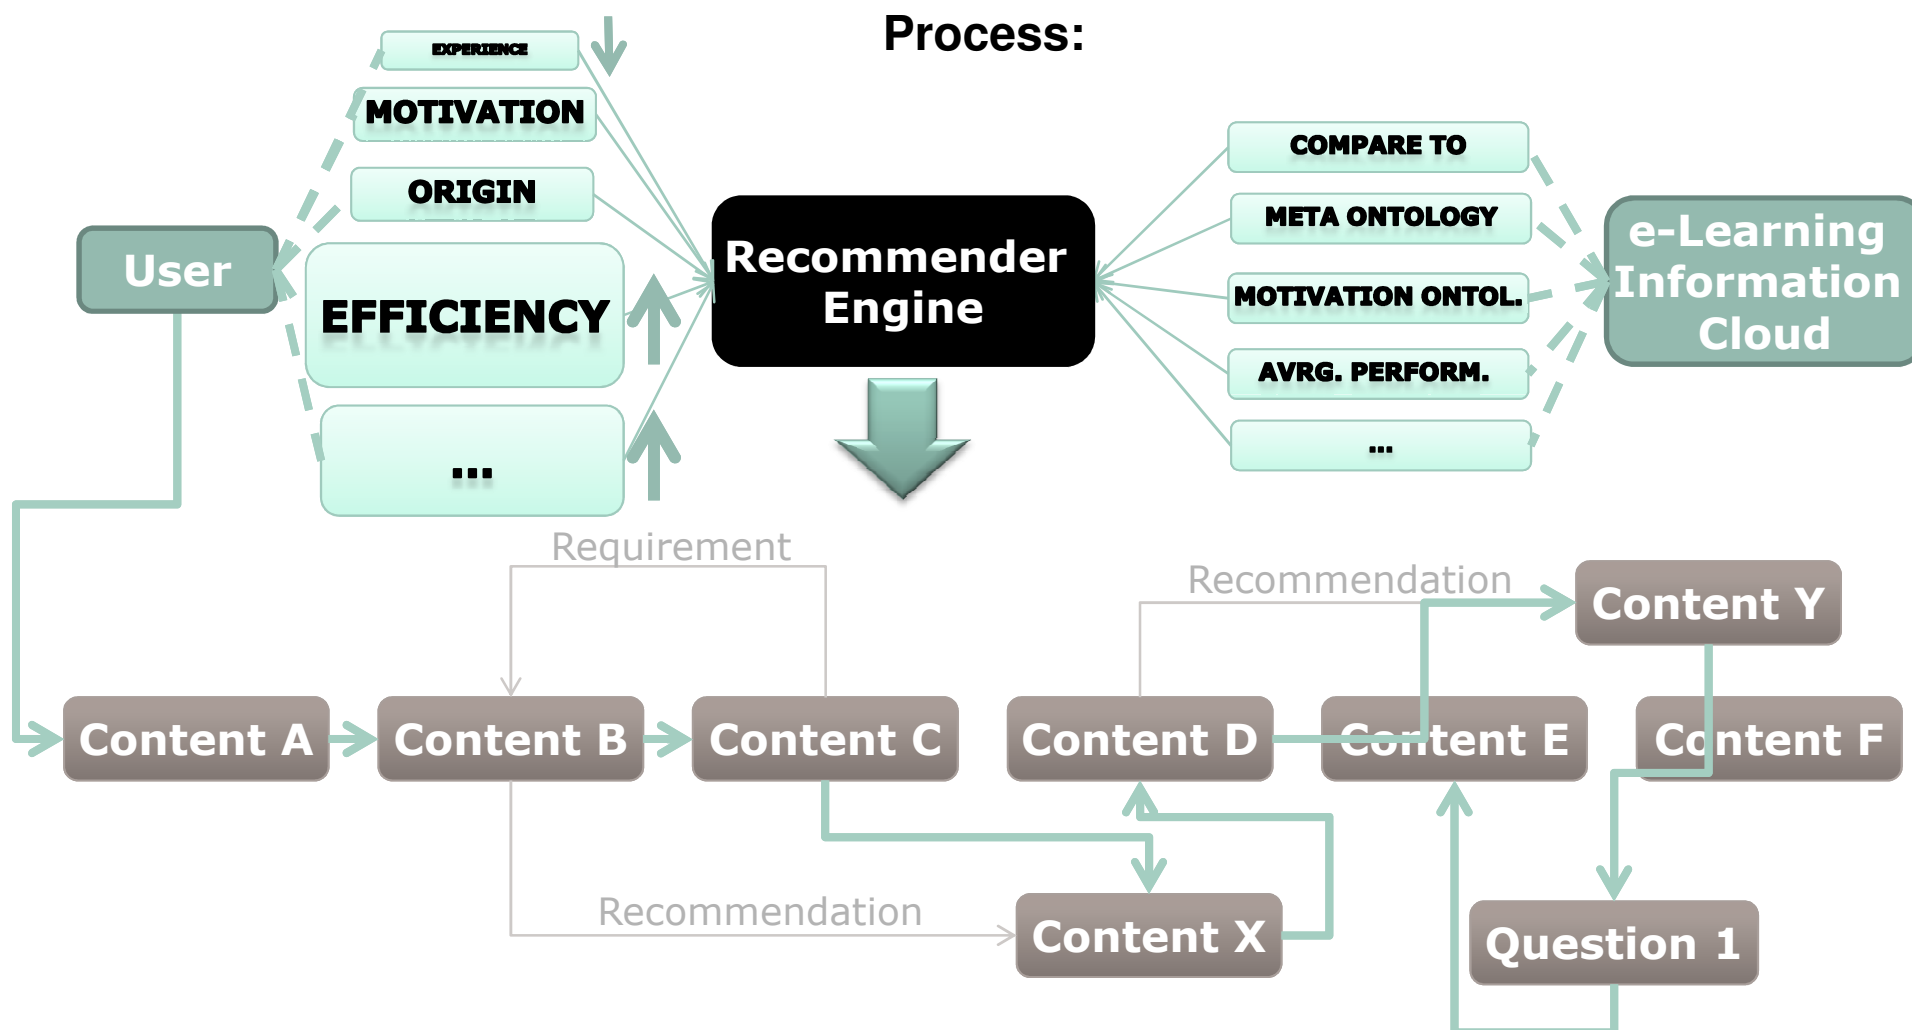 Process:
EXPERIENCE
MOTIVATION
ORIGIN
User
EFFICIENCY
...
Recommender
Engine
COMPARE TO
META ONTOLOGY
MOTIVATION ONTOL.
AVRG. PERFORM.
...
e-Learning
Information
Cloud
Requirement
Recommendation
Content Y
Content A
Content B
Content C
Content D
Content E
Content F
Recommendation
Content X
Question 1